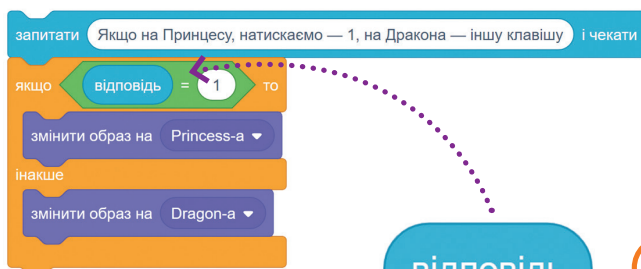 запитати Якщо на Принцесу, натискаємо — 1, на Дракона — іншу клавішу і чекати
якщо відповідь = 1 то
змінити образ на Princess-a
інакше
змінити образ на Dragon-a
відповідь